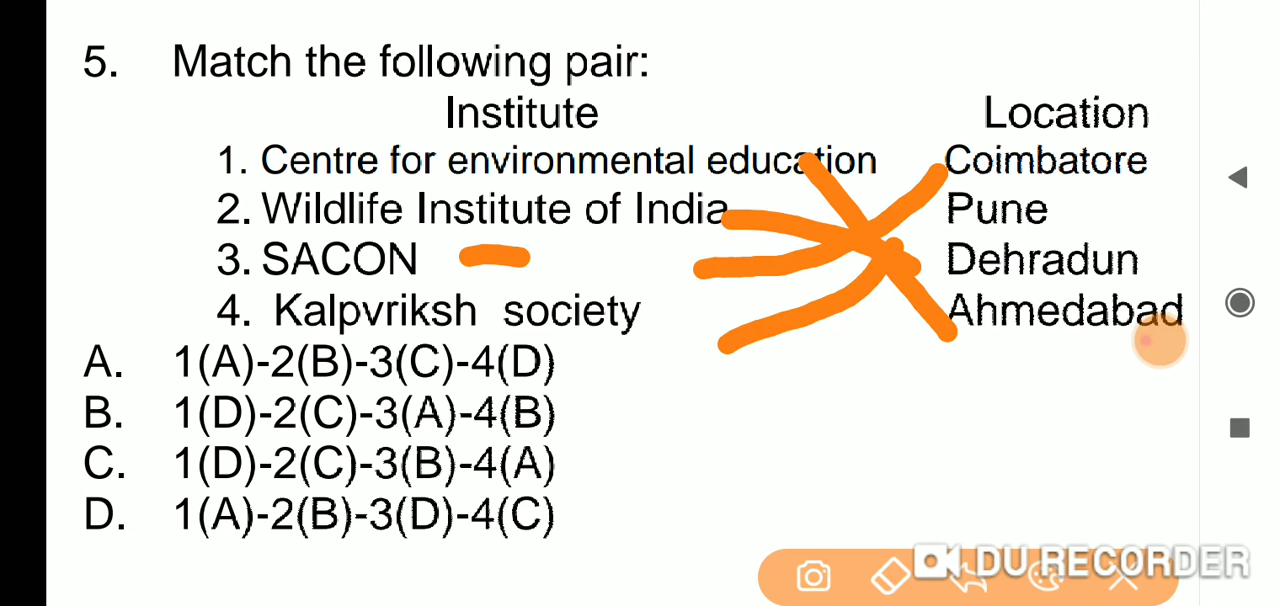 5. Match the following pair:
Institute Location
1. Centre for environmental education Coimbatore
2. Wildlife Institute of India Pune
3. SACON Dehradun
4. Kalpvriksh society Ahmedabad
A. 1(A)-2(B)-3(C)-4(D)
B. 1(D)-2(C)-3(A)-4(B)
C. 1(D)-2(C)-3(B)-4(A)
D. 1(A)-2(B)-3(D)-4(C)
DU RECORDER